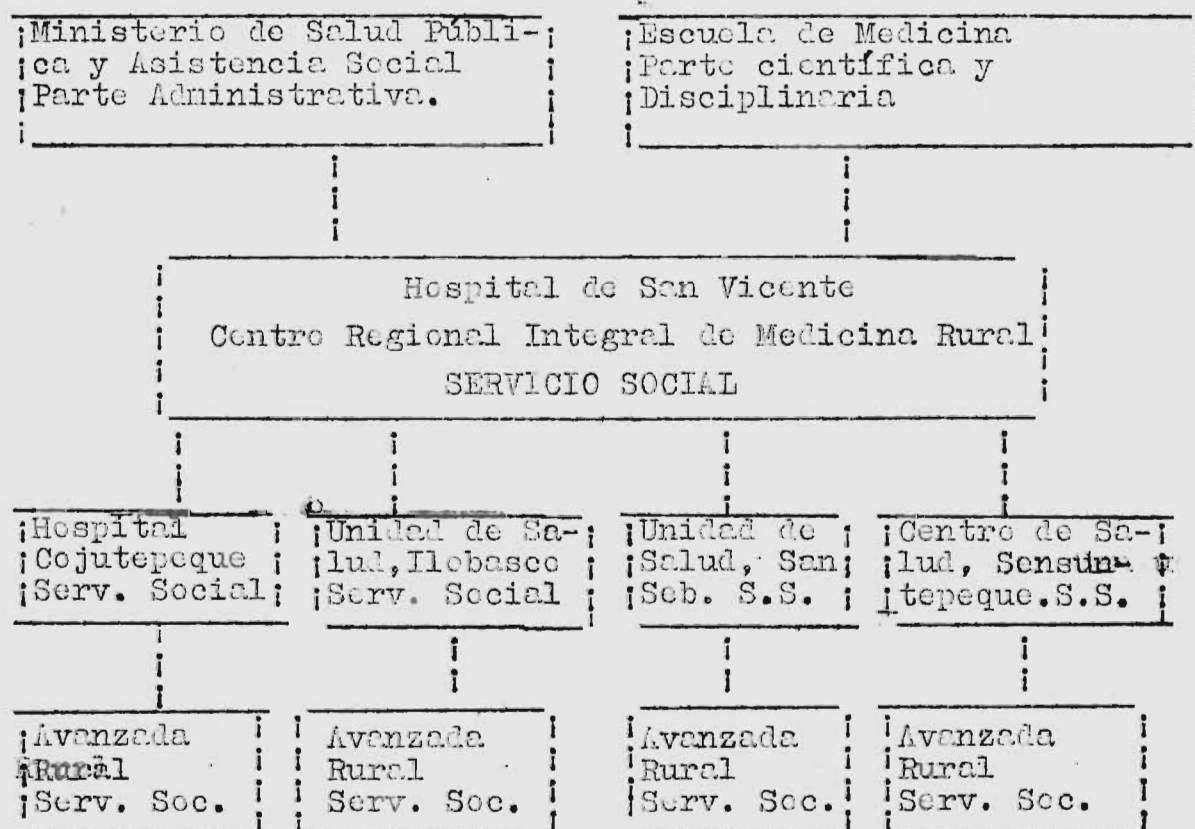 Ministerio de Salud Públi-
ca y Asistencia Social
Parte Administrativa.
Escuela de Medicina
Parte científica y
Disciplinaria
Hospital de San Vicente
Centro Regional Integral de Medicina Rural
SERVICIO SOCIAL
Hospital
Cojutepeque
Serv. Social
Unidad de Sa-
lud, Ilobasco
Serv. Social
Unidad de
Salud, San
Seb. S.S.
Centro de Sa-
lud, Sensun-
tepeque.S.S.
Avanzada
Rural
Serv. Soc.
Avanzada
Rural
Serv. Soc.
Avanzada
Rural
Serv. Soc.
Avanzada
Rural
Serv. Soc.